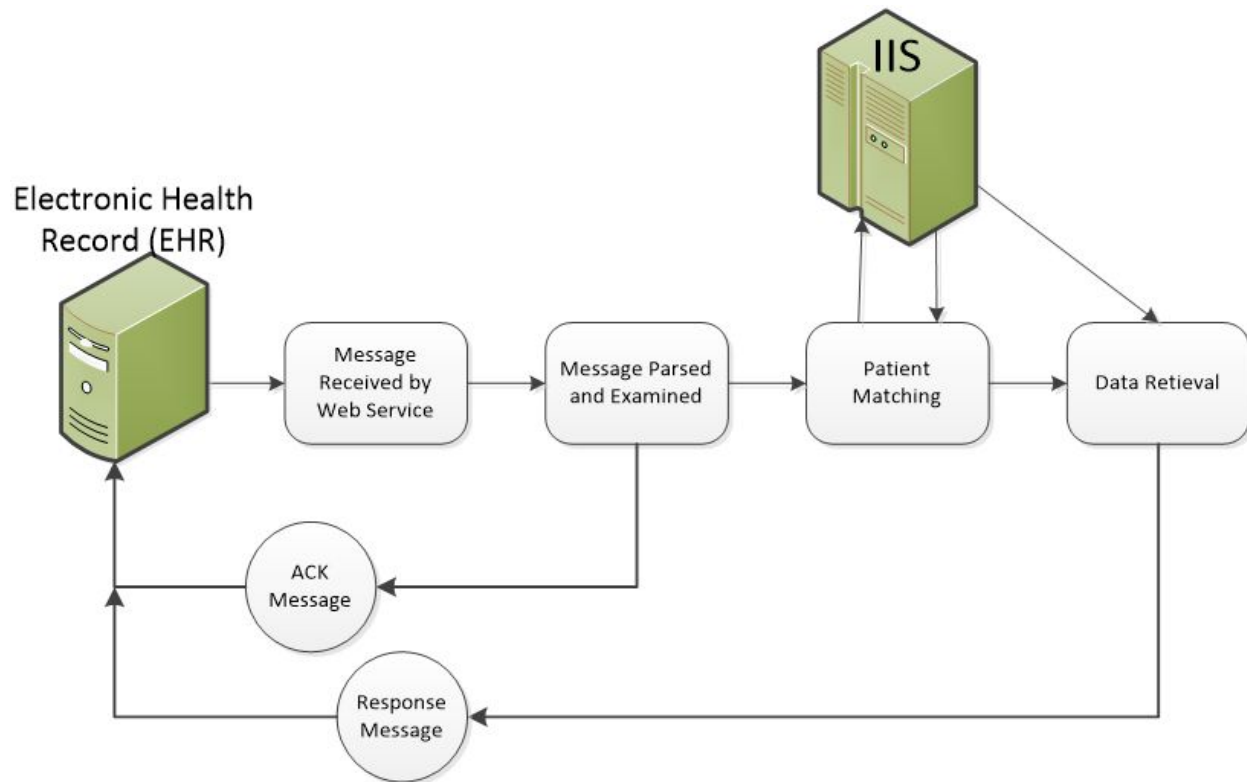 IIS
Electronic Health
Record (EHR)
Message
Received by
Web Service
Message Parsed
and Examined
Patient
Matching
Data Retieval
ACK
Message
Response
Message